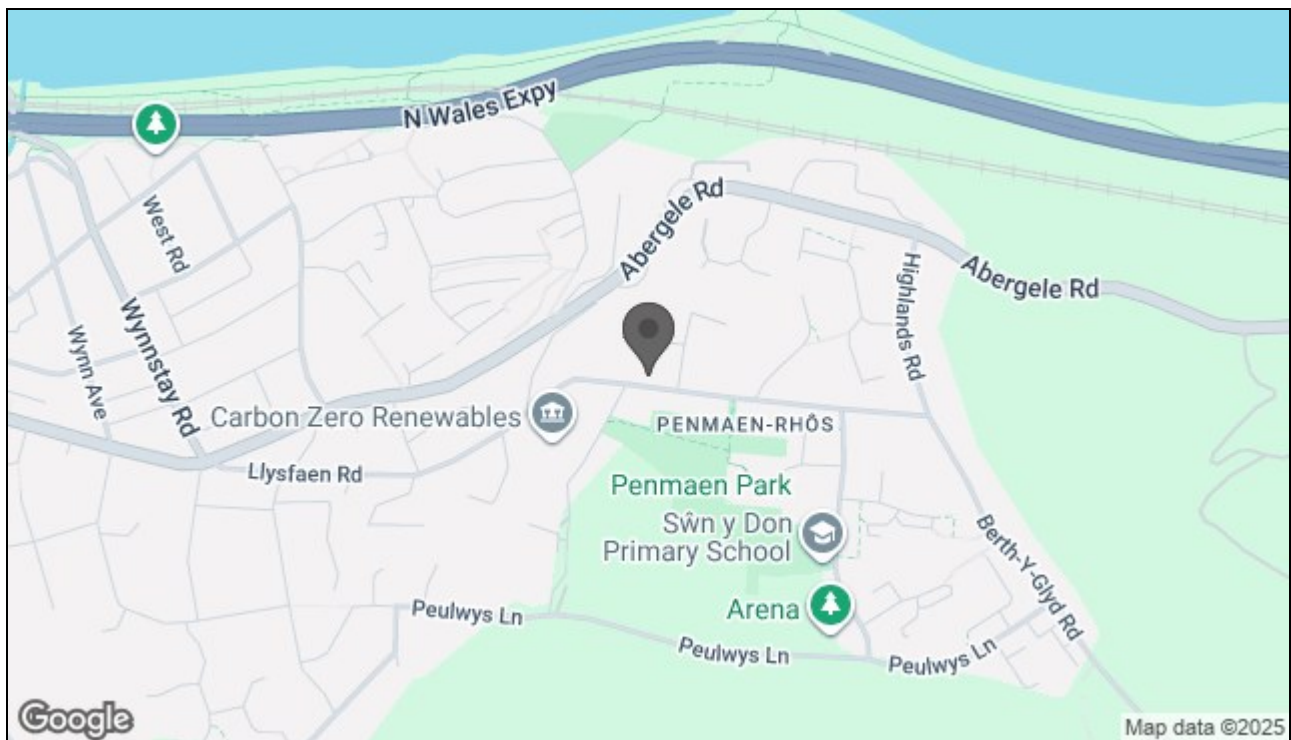 N Wales Expy
West Rd
Abergele Rd
Abergele Rd
Highlands Rd
Wynnstay Rd
Wynn Ave
Carbon Zero Renewables
PENMAEN-RHÔS
Llysfaen Rd
Penmaen Park
Sŵn y Don
Primary School
Berth-Y-Glyd Rd
Arena
Peulwys Ln
Peulwys Ln
Peulwys Ln
Google
Map data ©2025